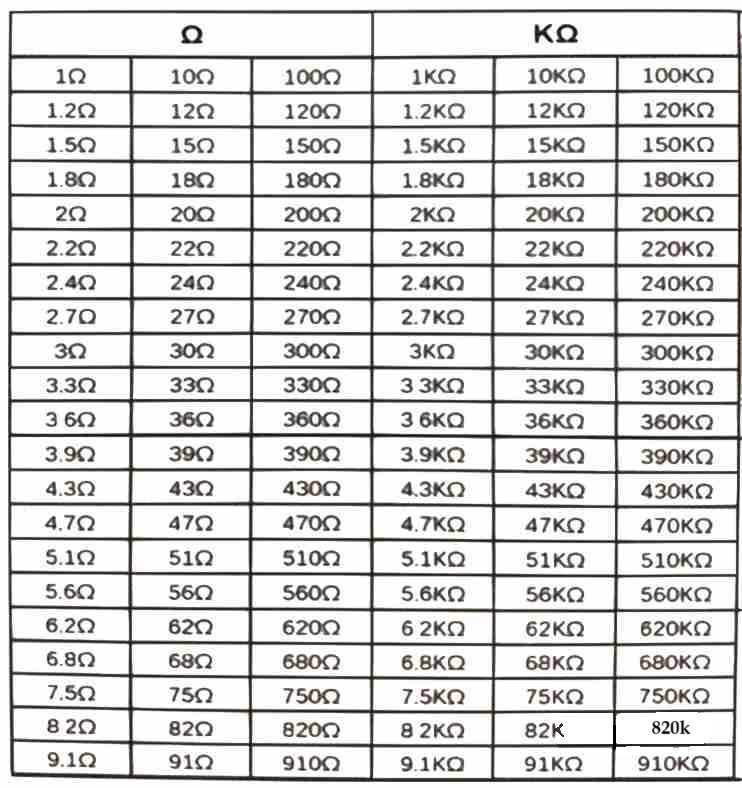 Ω KΩ
1Ω 10Ω 100Ω 1KΩ 10KΩ 100KΩ
1.2Ω 12Ω 120Ω 1.2KΩ 12KΩ 120KΩ
1.5Ω 15Ω 150Ω 1.5KΩ 15KΩ 150KΩ
1.8Ω 18Ω 180Ω 1.8KΩ 18KΩ 180KΩ
2Ω 20Ω 200Ω 2KΩ 20KΩ 200KΩ
2.2Ω 22Ω 220Ω 2.2KΩ 22KΩ 220KΩ
2.4Ω 24Ω 240Ω 2.4KΩ 24KΩ 240KΩ
2.7Ω 27Ω 270Ω 2.7KΩ 27KΩ 270KΩ
3Ω 30Ω 300Ω 3KΩ 30KΩ 300KΩ
3.3Ω 33Ω 330Ω 3 3KΩ 33KΩ 330KΩ
3 6Ω 36Ω 360Ω 3 6KΩ 36KΩ 360KΩ
3.9Ω 39Ω 390Ω 3.9KΩ 39KΩ 390KΩ
4.3Ω 43Ω 430Ω 4.3KΩ 43KΩ 430KΩ
4.7Ω 47Ω 470Ω 4.7KΩ 47KΩ 470KΩ
5.1Ω 51Ω 510Ω 5.1KΩ 51KΩ 510KΩ
5.6Ω 56Ω 560Ω 5.6KΩ 56KΩ 560KΩ
6.2Ω 62Ω 620Ω 6 2KΩ 62KΩ 620KΩ
6.8Ω 68Ω 680Ω 6.8KΩ 68KΩ 680KΩ
7.5Ω 75Ω 750Ω 7.5KΩ 75KΩ 750KΩ
8 2Ω 82Ω 820Ω 8 2KΩ 82K 820k
9.1Ω 91Ω 910Ω 9.1KΩ 91KΩ 910KΩ